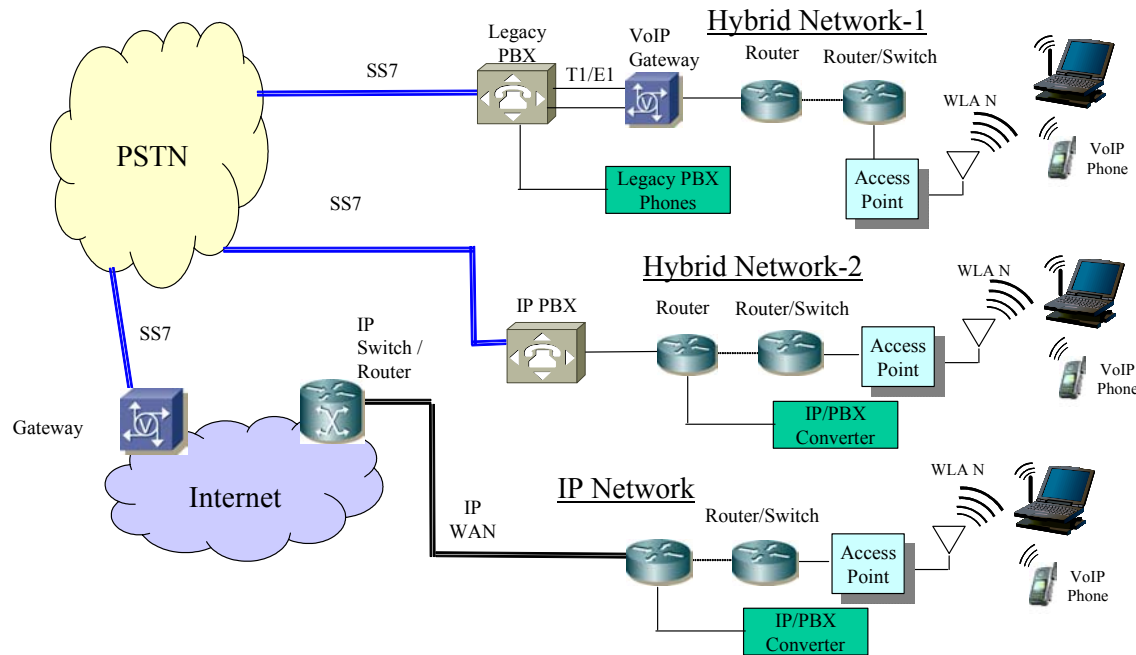 Hybrid Network-1
Legacy
PBX
VoIP
Gateway
Router
Router/Switch
SS7
T1/E1
WLA N
PSTN
VoIP
Phone
Legacy PBX
Phones
Access
Point
SS7
Hybrid Network-2
WLA N
IP PBX
Router
Router/Switch
Access
Point
VoIP
Phone
SS7
IP
Switch /
Router
IP/PBX
Converter
Gateway
V
V
Internet
IP Network
WLA N
IP
WAN
Router/Switch
Access
Point
VoIP
Phone
IP/PBX
Converter